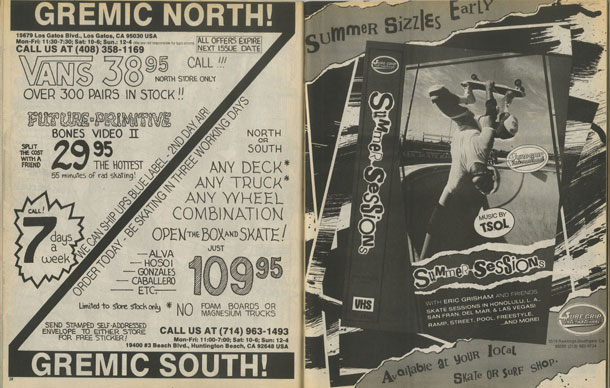 GREMIC NORTH!
15679 Los Gatos Blvd., Los Gatos, CA 95030 USA
Mon-Fri: 11:30-7:30; Sat: 10-6; Sun.: 12-4
CALL US AT (408) 358-1169
ALL OFFERS EXPIRE
NEXT ISSUE DATE
VANS 38 95
CALL !!!
NORTH STORE ONLY
OVER 300 PAIRS IN STOCK !!
FUTURE-PRIMITIVE
BONES VIDEO II
SPLIT
THE COST
WITH A
FRIEND
29 95
THE HOTTEST
55 minutes of rad skating!
CALL!
7
days
a
week
WE CAN SHIP UPS BLUE LABEL - 2ND DAY AIR!
ORDER TODAY - BE SKATING IN THREE WORKING DAYS
NORTH
OR
SOUTH
ANY DECK*
ANY TRUCK*
ANY WHEEL
COMBINATION
OPEN THE BOX AND SKATE!
JUST
109 95
—ALVA
—HOSOI
—GONZALES
—CABALLERO
ETC—
Limited to store stock only
* NO FOAM BOARDS OR
MAGNESIUM TRUCKS
SEND STAMPED SELF-ADDRESSED
ENVELOPE TO EITHER STORE
FOR FREE STICKER!
CALL US AT (714) 963-1493
Mon-Fri: 11:00-7:30; Sat: 10-6; Sun: 12-4
19400 #3 Beach Blvd., Huntington Beach, CA 92648 USA
GREMIC SOUTH!
SUMMER SIZZLES EARLY
SURF GRIP
SUMMER SESSIONS
VHS
MUSIC BY
TSOL
SUMMER SESSIONS
WITH ERIC GRISHAM AND FRIENDS
SKATE SESSIONS IN HONOLULU, L.A.,
SAN FRAN, DEL MAR, & LAS VEGAS!
RAMP, STREET, POOL, FREESTYLE,
AND MORE!
SURF GRIP
AVAILABLE AT YOUR LOCAL
SKATE OR SURF SHOP.